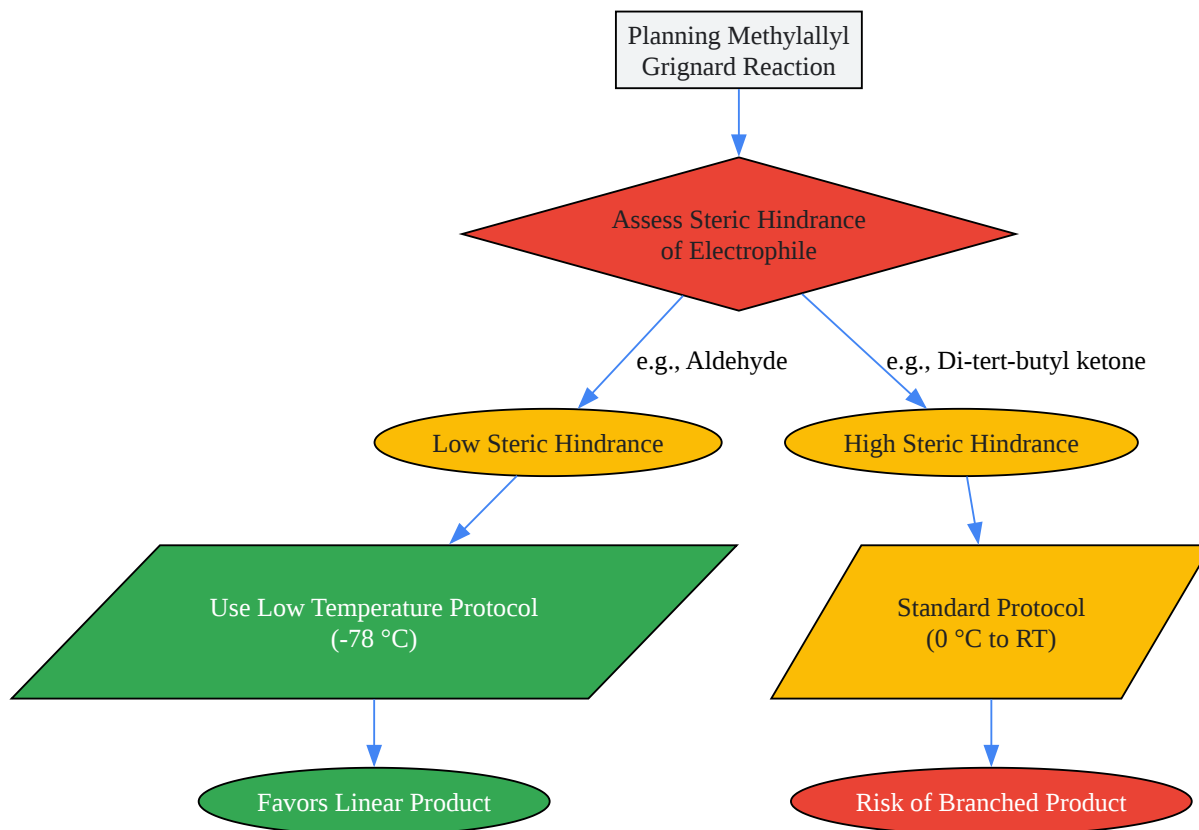 Planning Methylallyl
Grignard Reaction
Assess Steric Hindrance
of Electrophile
e.g., Aldehyde
e.g., Di-tert-butyl ketone
Low Steric Hindrance
High Steric Hindrance
Use Low Temperature Protocol
(-78 °C)
Standard Protocol
(0 °C to RT)
Favors Linear Product
Risk of Branched Product